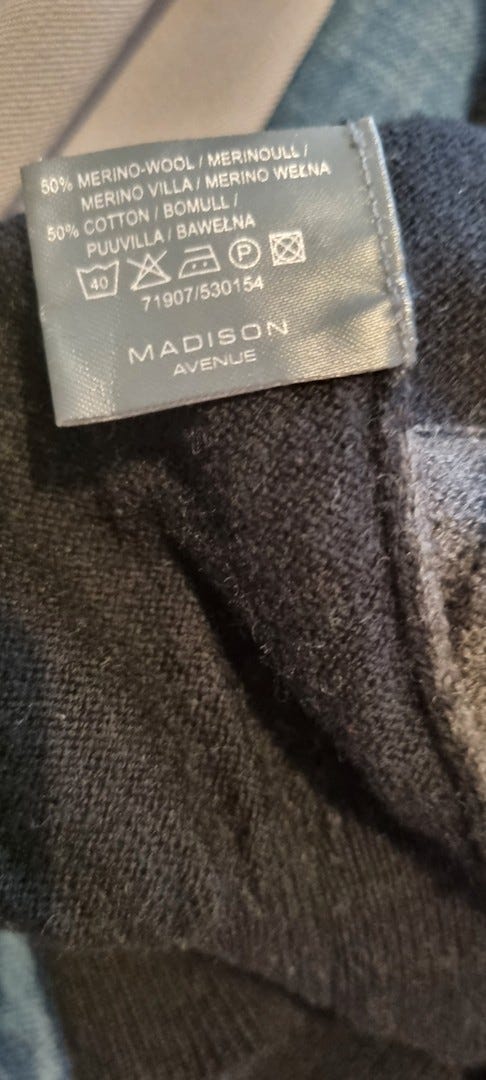 50% MERINO-WOOL / MERINOULL /
MERINO VILLA / MERINO WEŁNA
50% COTTON / BOMULL /
PUUVILLA / BAWEŁNA
40 P
71907/530154
MADISON
AVENUE